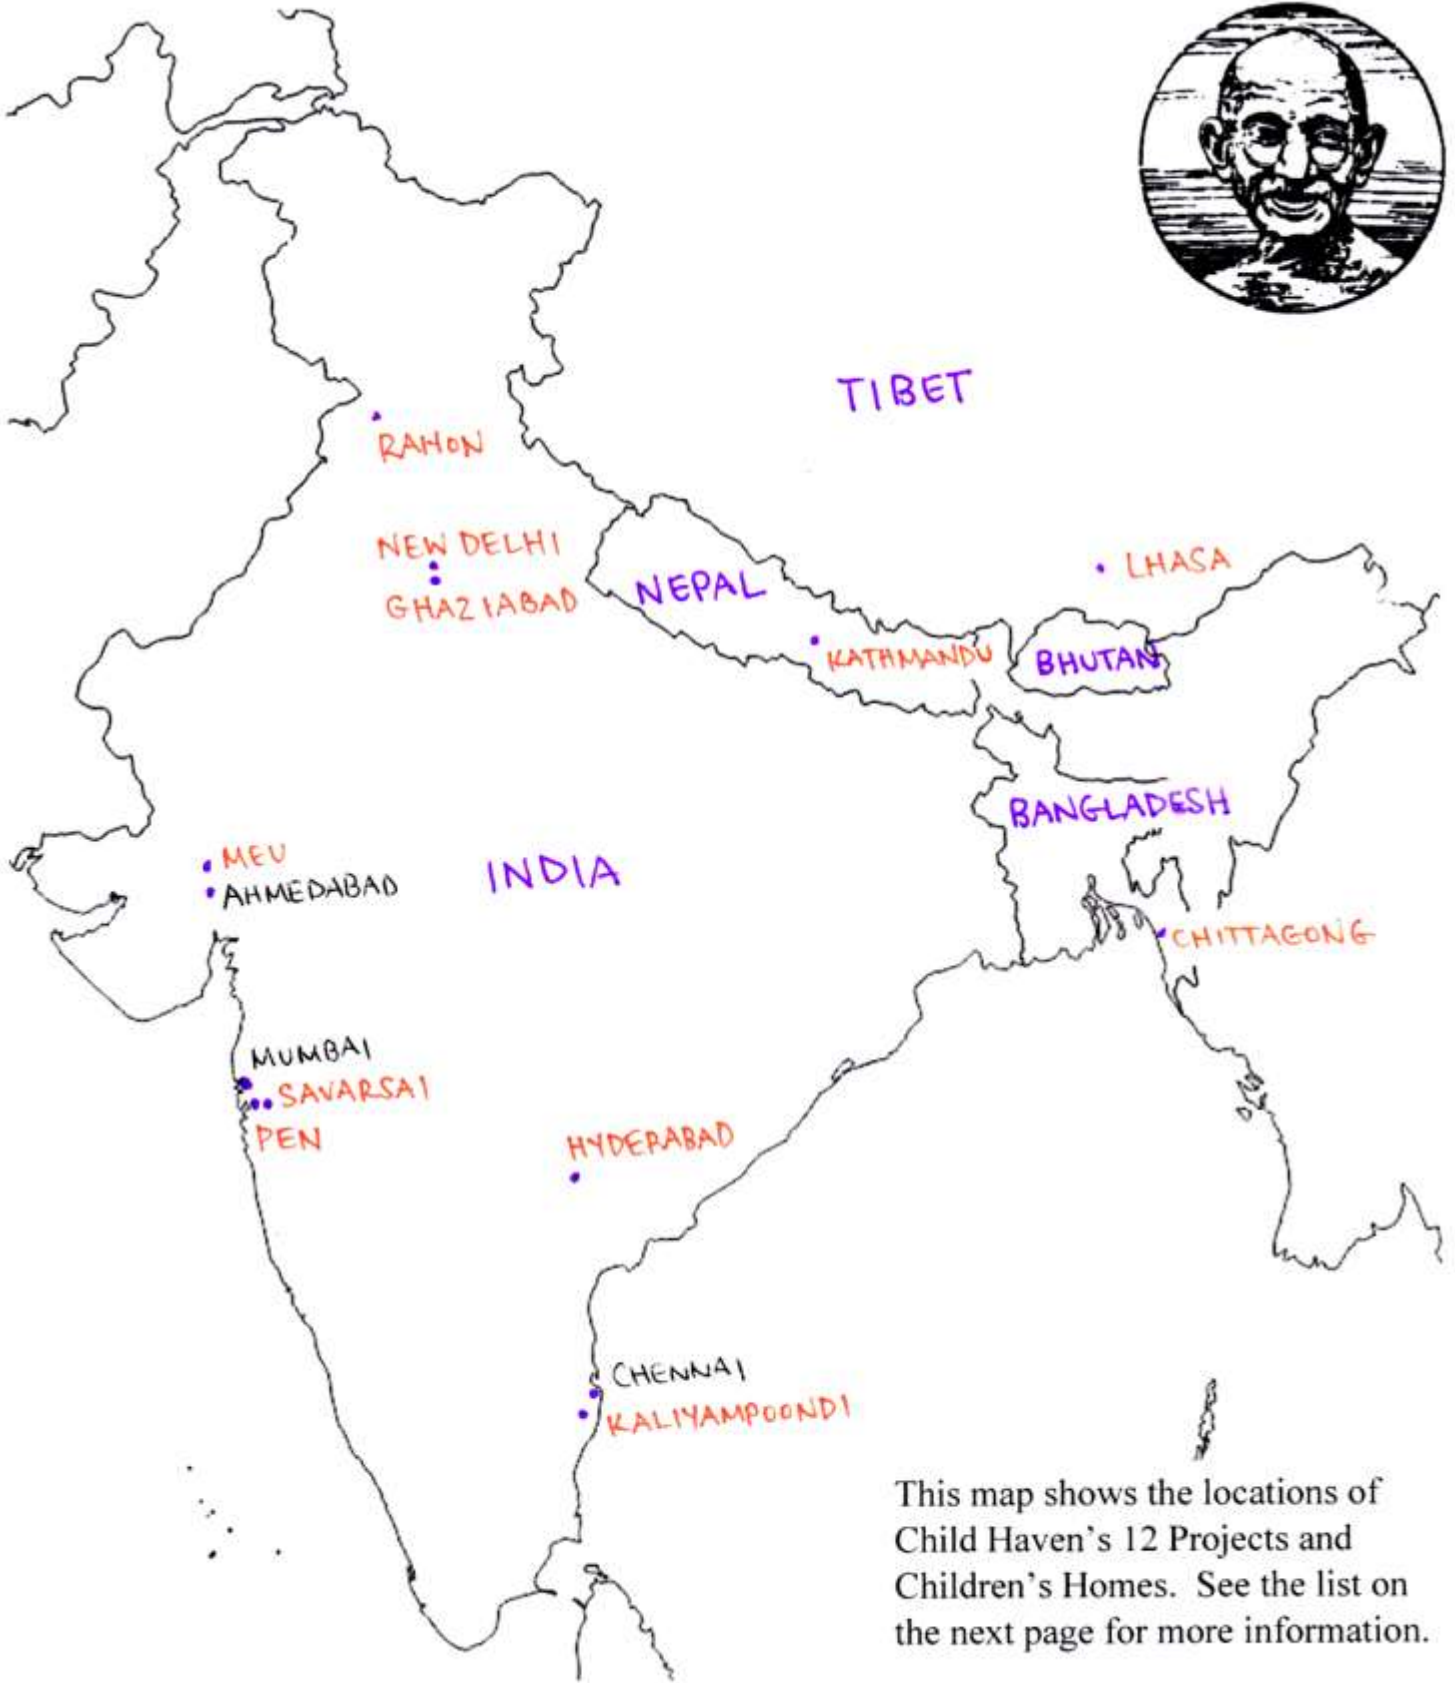 TIBET
RAHON
NEW DELHI
GHAZIABAD
NEPAL
LHASA
KATHMANDU
BHUTAN
BANGLADESH
MEU
AHMEDABAD
INDIA
CHITTAGONG
MUMBAI
SAVARSAI
PEN
HYDERABAD
CHENNAI
KALIYAMPOONDI
This map shows the locations of
Child Haven's 12 Projects and
Children's Homes. See the list on
the next page for more information.